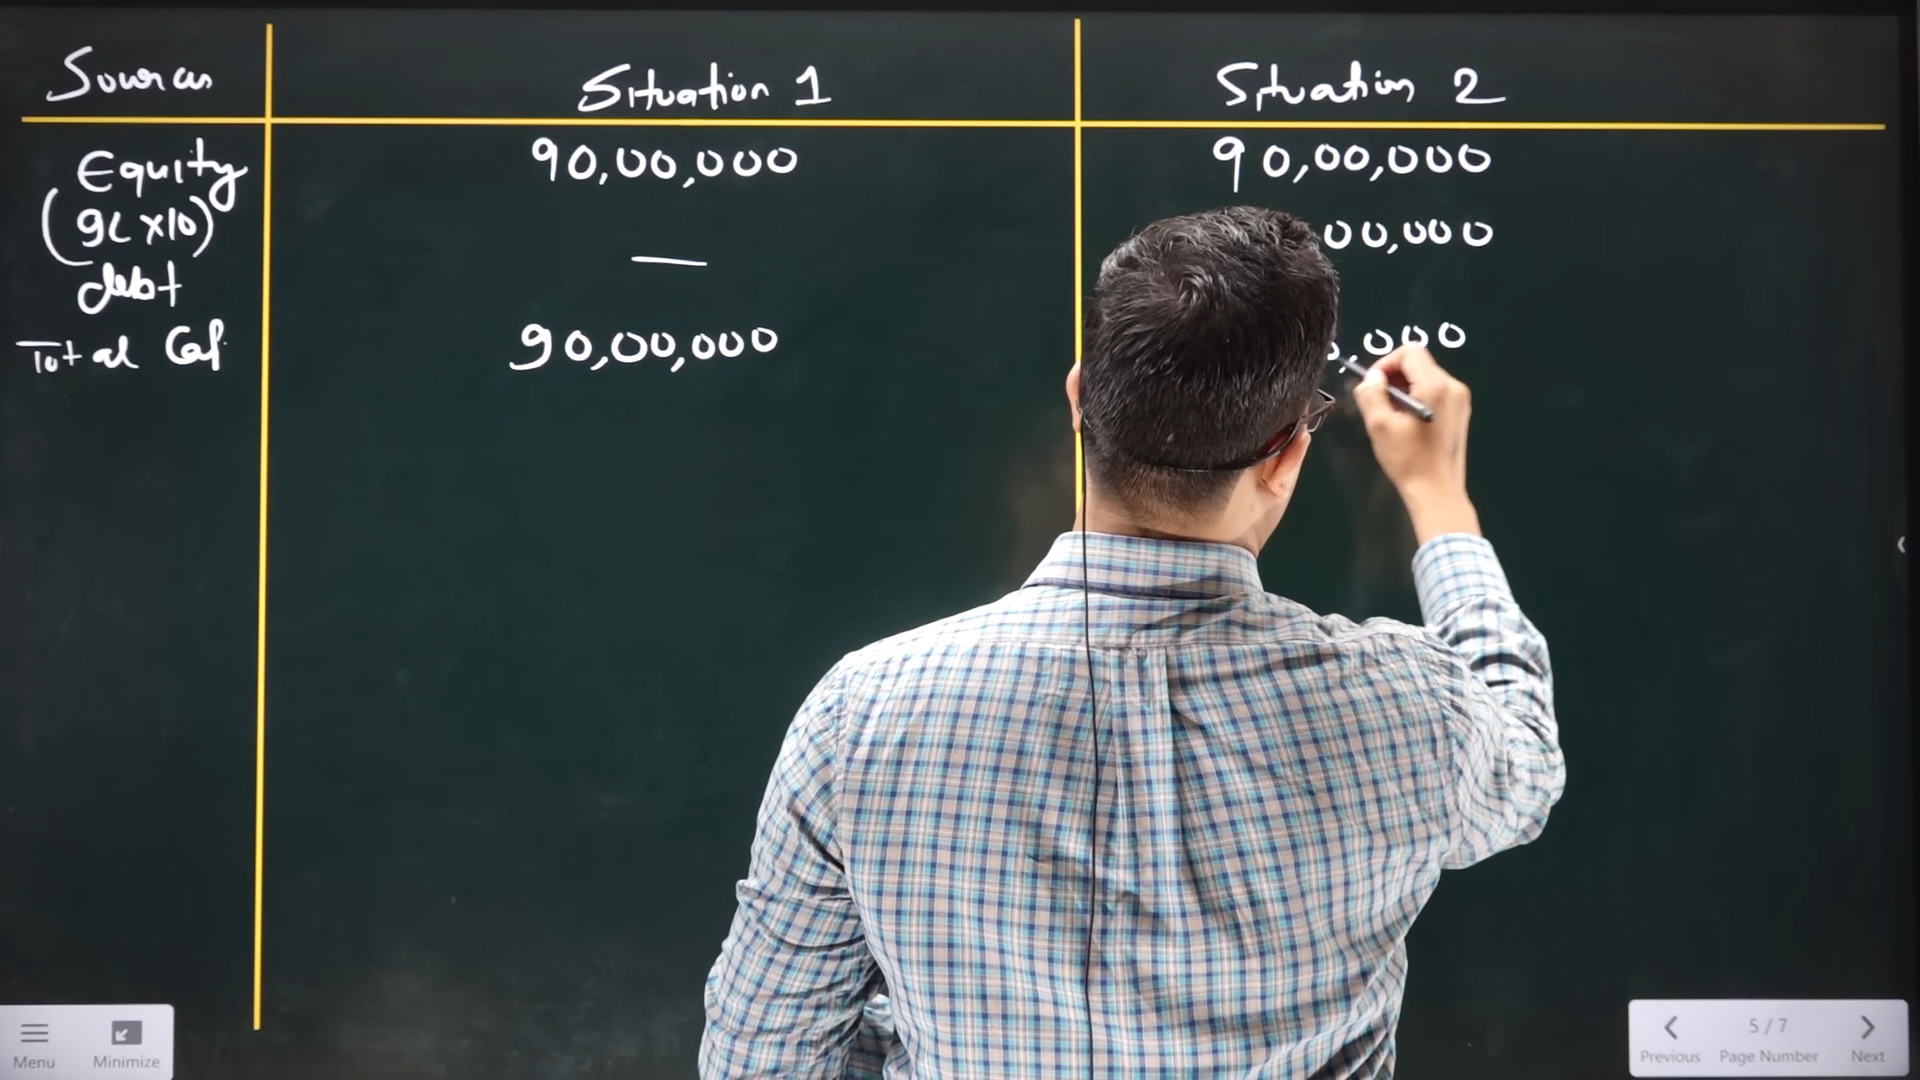 Sources Situation 1 Situation 2
Equity 90,00,000 90,00,000
(9L x10) 00,000
debt —
Total Cap. 90,00,000 ,000
Menu Minimize
5 / 7
Previous Page Number Next